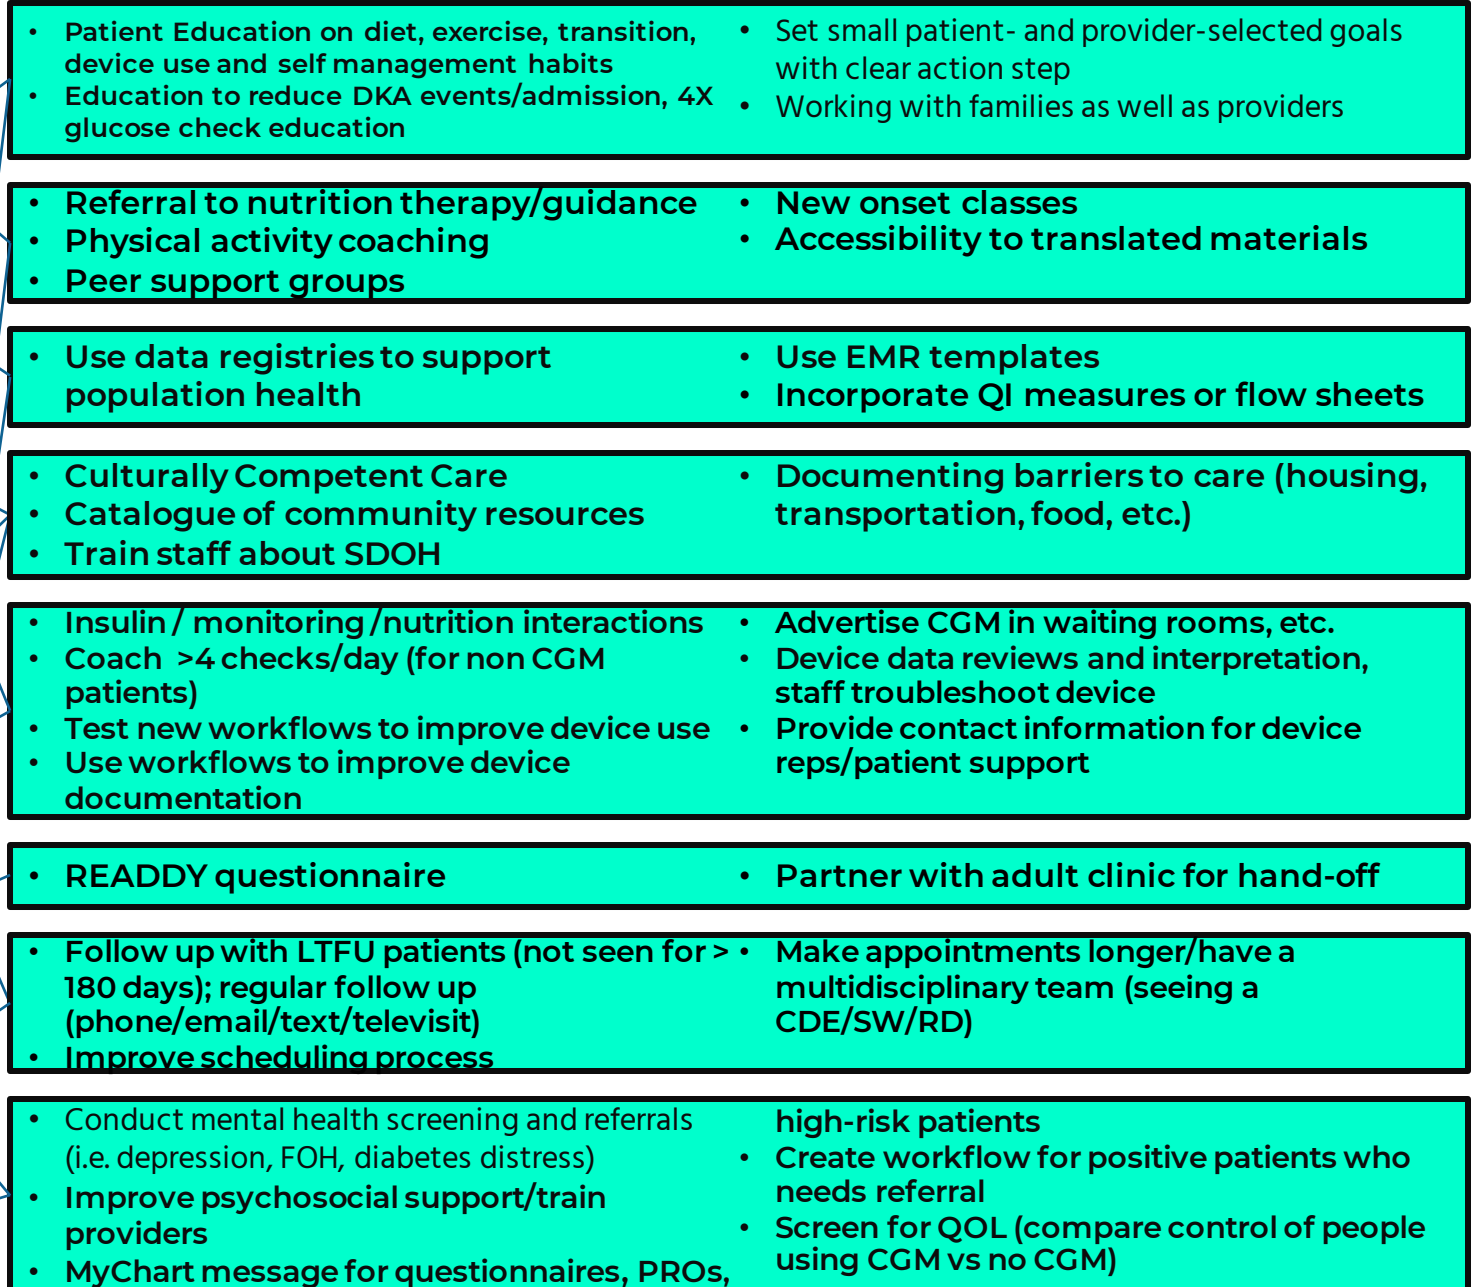 • Patient Education on diet, exercise, transition,
device use and self management habits
• Education to reduce DKA events/admission, 4X
glucose check education
• Set small patient- and provider-selected goals
with clear action step
• Working with families as well as providers
• Referral to nutrition therapy/guidance
• Physical activity coaching
• Peer support groups
• New onset classes
• Accessibility to translated materials
• Use data registries to support
population health
• Use EMR templates
• Incorporate QI measures or flow sheets
• Culturally Competent Care
• Catalogue of community resources
• Train staff about SDOH
• Documenting barriers to care (housing,
transportation, food, etc.)
• Insulin / monitoring /nutrition interactions
• Coach >4 checks/day (for non CGM
patients)
• Test new workflows to improve device use
• Use workflows to improve device
documentation
• Advertise CGM in waiting rooms, etc.
• Device data reviews and interpretation,
staff troubleshoot device
• Provide contact information for device
reps/patient support
• READDY questionnaire
• Partner with adult clinic for hand-off
• Follow up with LTFU patients (not seen for >
180 days); regular follow up
(phone/email/text/televisit)
• Improve scheduling process
• Make appointments longer/have a
multidisciplinary team (seeing a
CDE/SW/RD)
• Conduct mental health screening and referrals
(i.e. depression, FOH, diabetes distress)
• Improve psychosocial support/train
providers
• MyChart message for questionnaires, PROs,
high-risk patients
• Create workflow for positive patients who
needs referral
• Screen for QOL (compare control of people
using CGM vs no CGM)